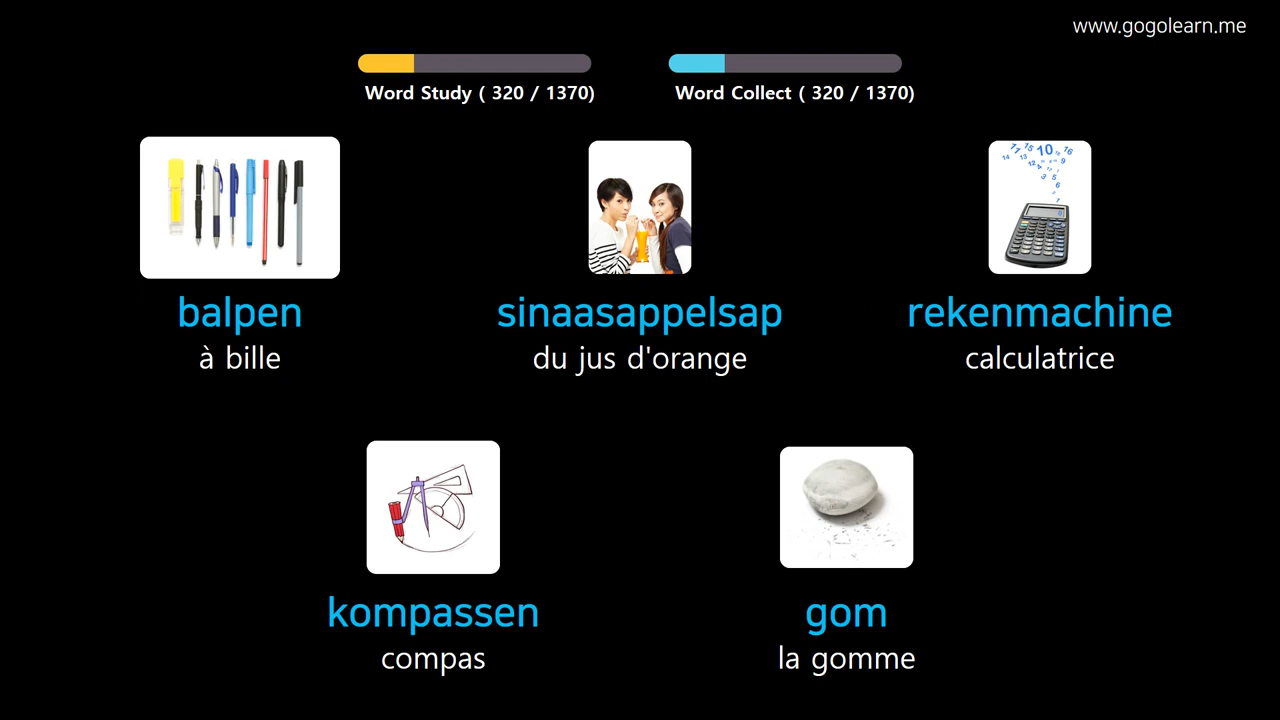 www.gogolearn.me
Word Study ( 320 / 1370)
Word Collect ( 320 / 1370)
balpen
à bille
sinaasappelsap
du jus d'orange
rekenmachine
calculatrice
kompassen
compas
gom
la gomme